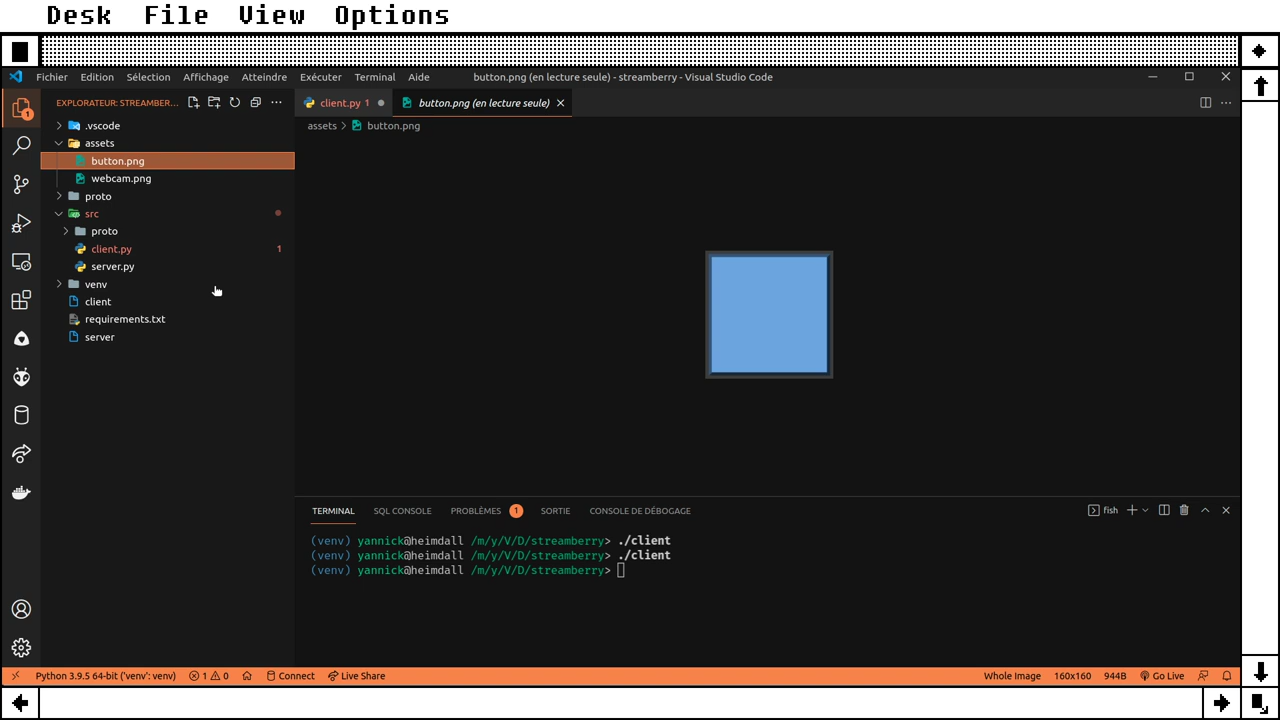 Desk File View Options
Fichier Edition Sélection Affichage Atteindre Exécuter Terminal Aide button.png (en lecture seule) - streamberry - Visual Studio Code
EXPLORATEUR: STREAMBER...
client.py 1
button.png (en lecture seule)
assets > button.png
.vscode
assets
button.png
webcam.png
proto
src
proto
client.py 1
server.py
venv
client
requirements.txt
server
1
TERMINAL SQL CONSOLE PROBLÈMES 1 SORTIE CONSOLE DE DÉBOGAGE fish
(venv) yannick@heimdall /m/y/V/D/streamberry> ./client
(venv) yannick@heimdall /m/y/V/D/streamberry> ./client
(venv) yannick@heimdall /m/y/V/D/streamberry>
Python 3.9.5 64-bit ('venv': venv) 1 0 Connect Live Share Whole Image 160x160 944B Go Live